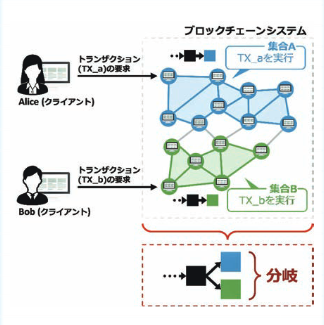 ブロックチェーンシステム
トランザクション
(TX_a)の要求
Alice (クライアント)
集合A
TX_aを実行
トランザクション
(TX_b)の要求
Bob (クライアント)
集合B
TX_bを実行
分岐